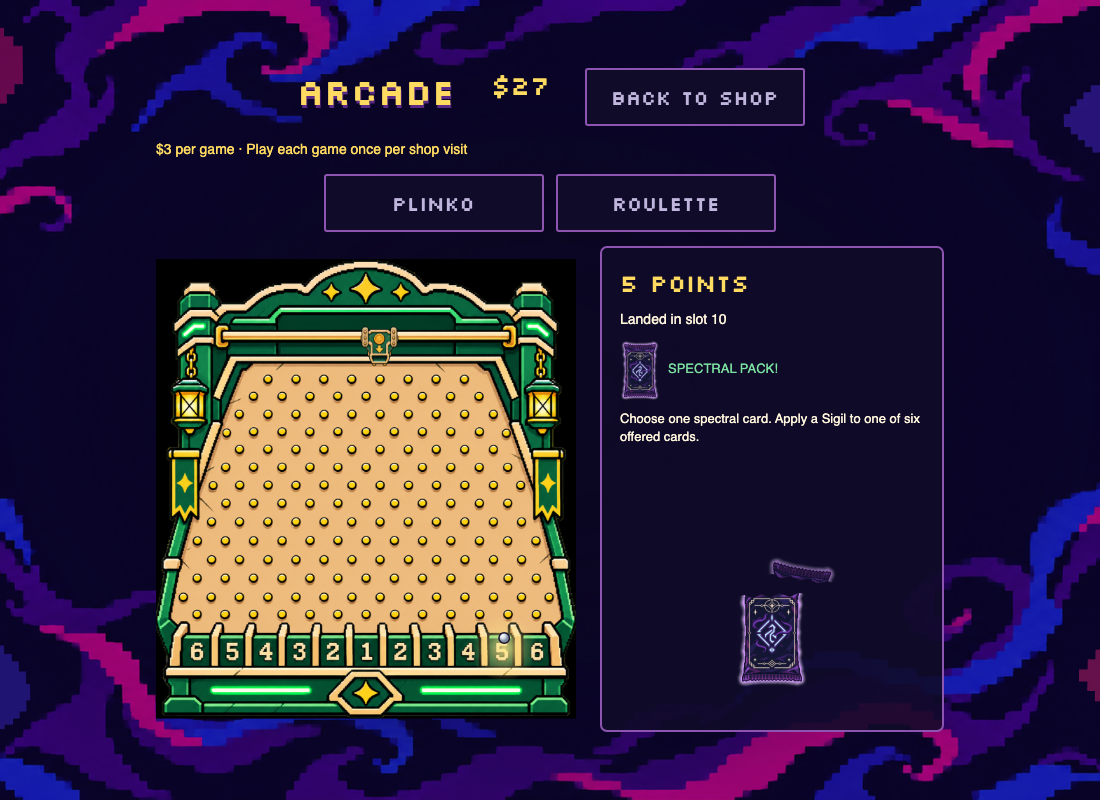 ARCADE
$27
BACK TO SHOP
$3 per game · Play each game once per shop visit
PLINKO
ROULETTE
5 POINTS
Landed in slot 10
SPECTRAL PACK!
Choose one spectral card. Apply a Sigil to one of six
offered cards.
6 5 4 3 2 1 2 3 4 5 6